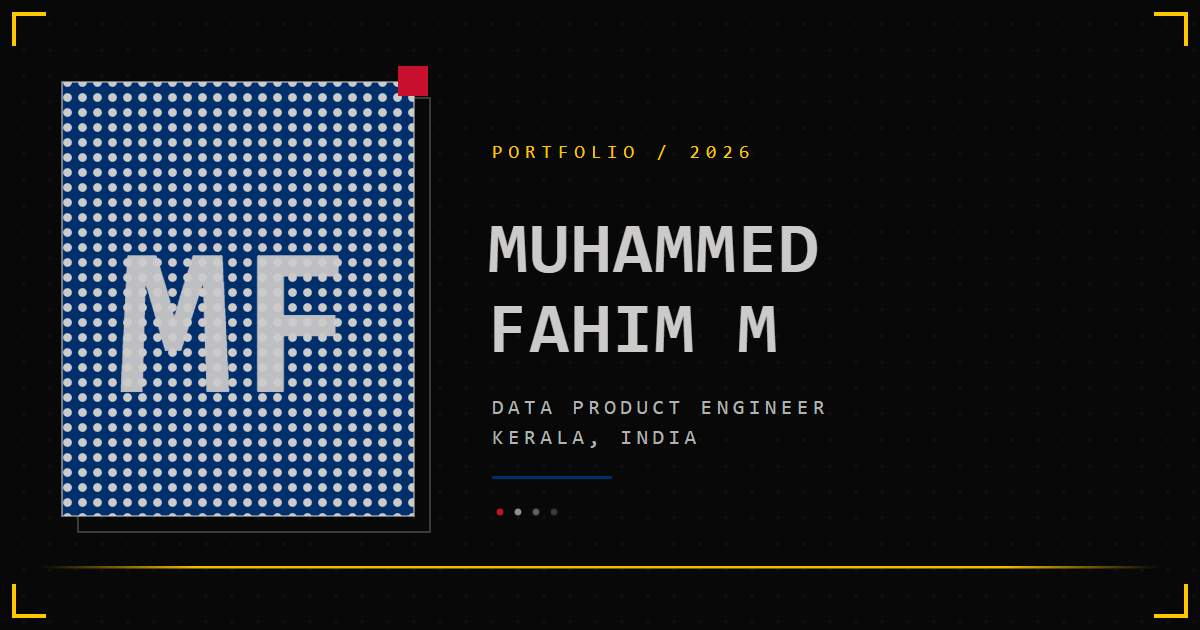 MF
PORTFOLIO / 2026
MUHAMMED
FAHIM M
DATA PRODUCT ENGINEER
KERALA, INDIA